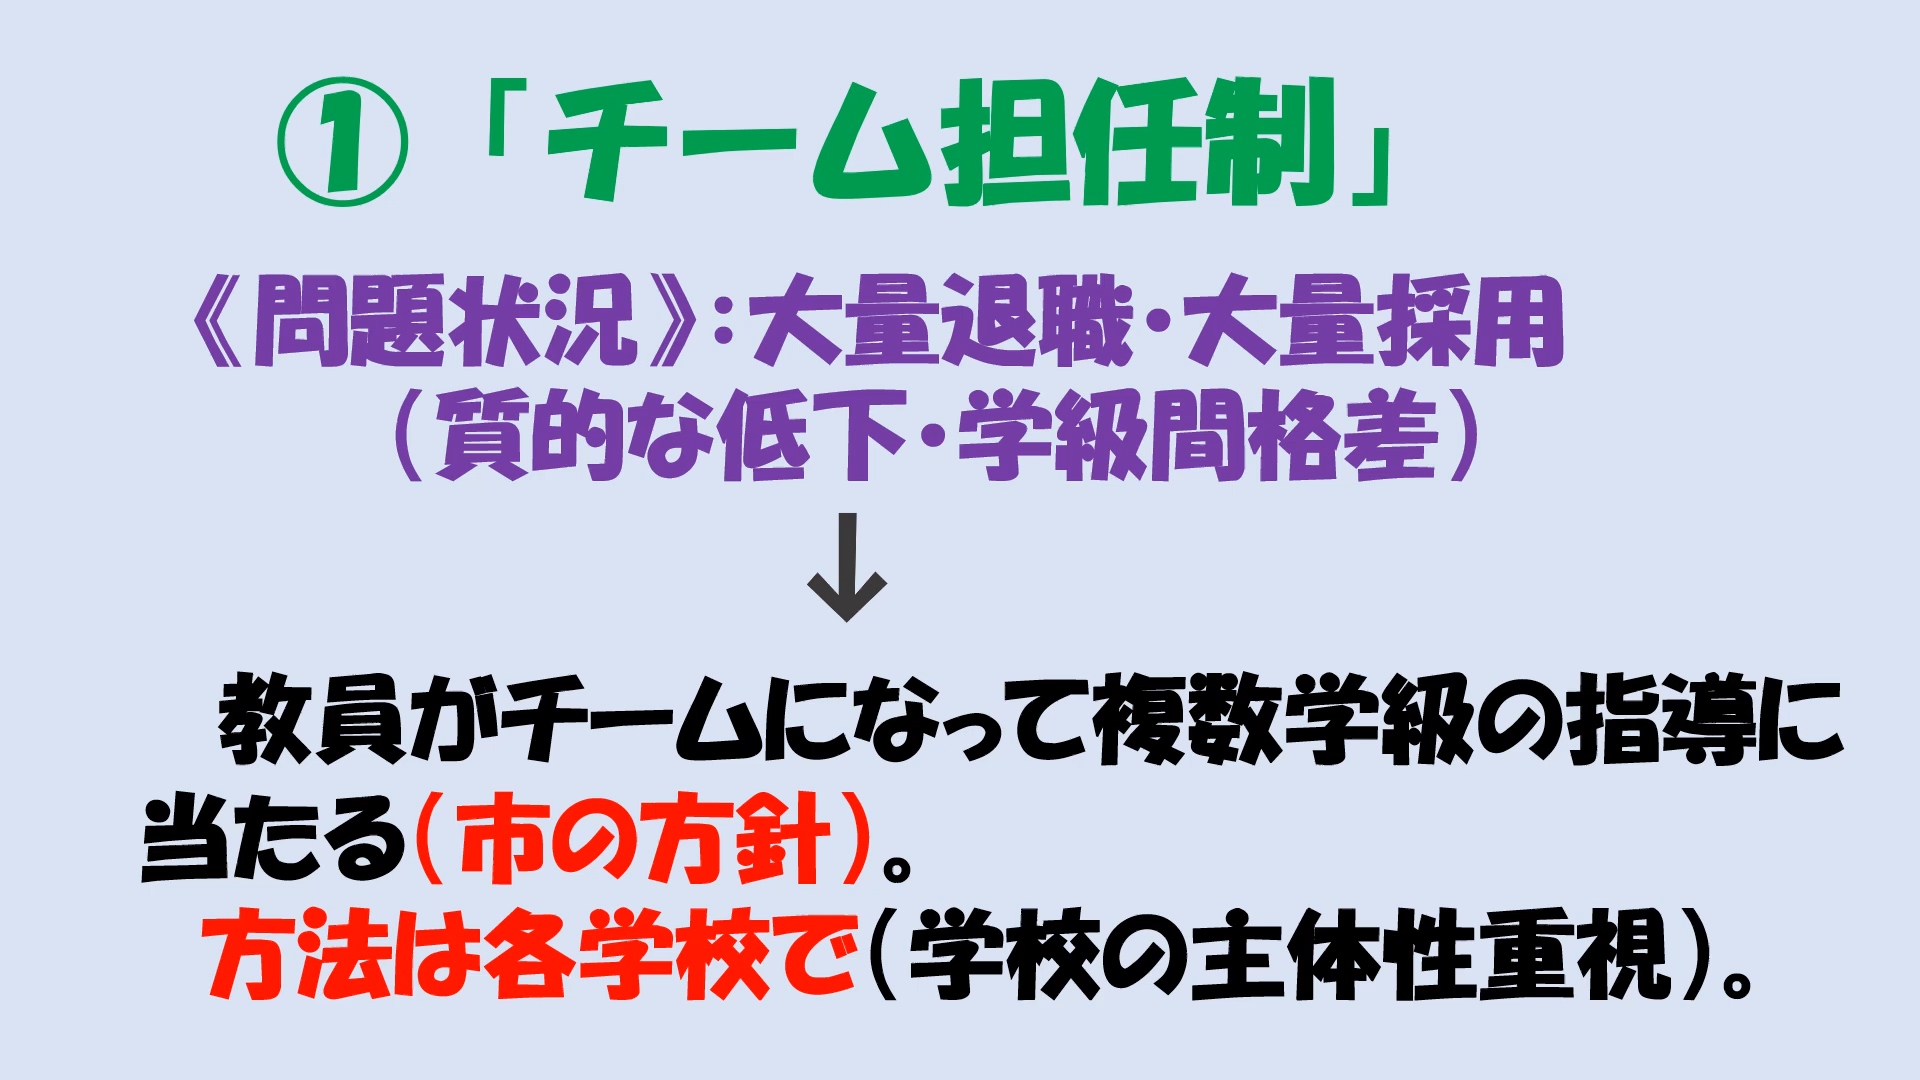 ①「チーム担任制」
《問題状況》：大量退職・大量採用
（質的な低下・学級間格差）
↓
教員がチームになって複数学級の指導に
当たる（市の方針）。
方法は各学校で（学校の主体性重視）。